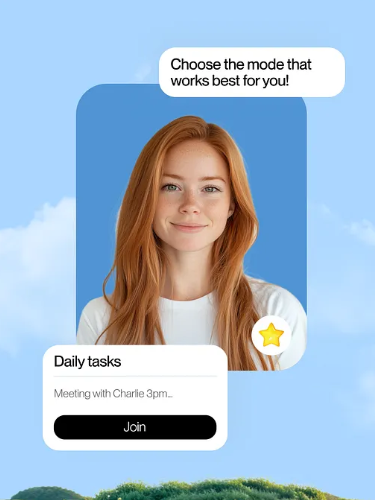 Choose the mode that
works best for you!
Daily tasks
Meeting with Charlie 3pm...
Join